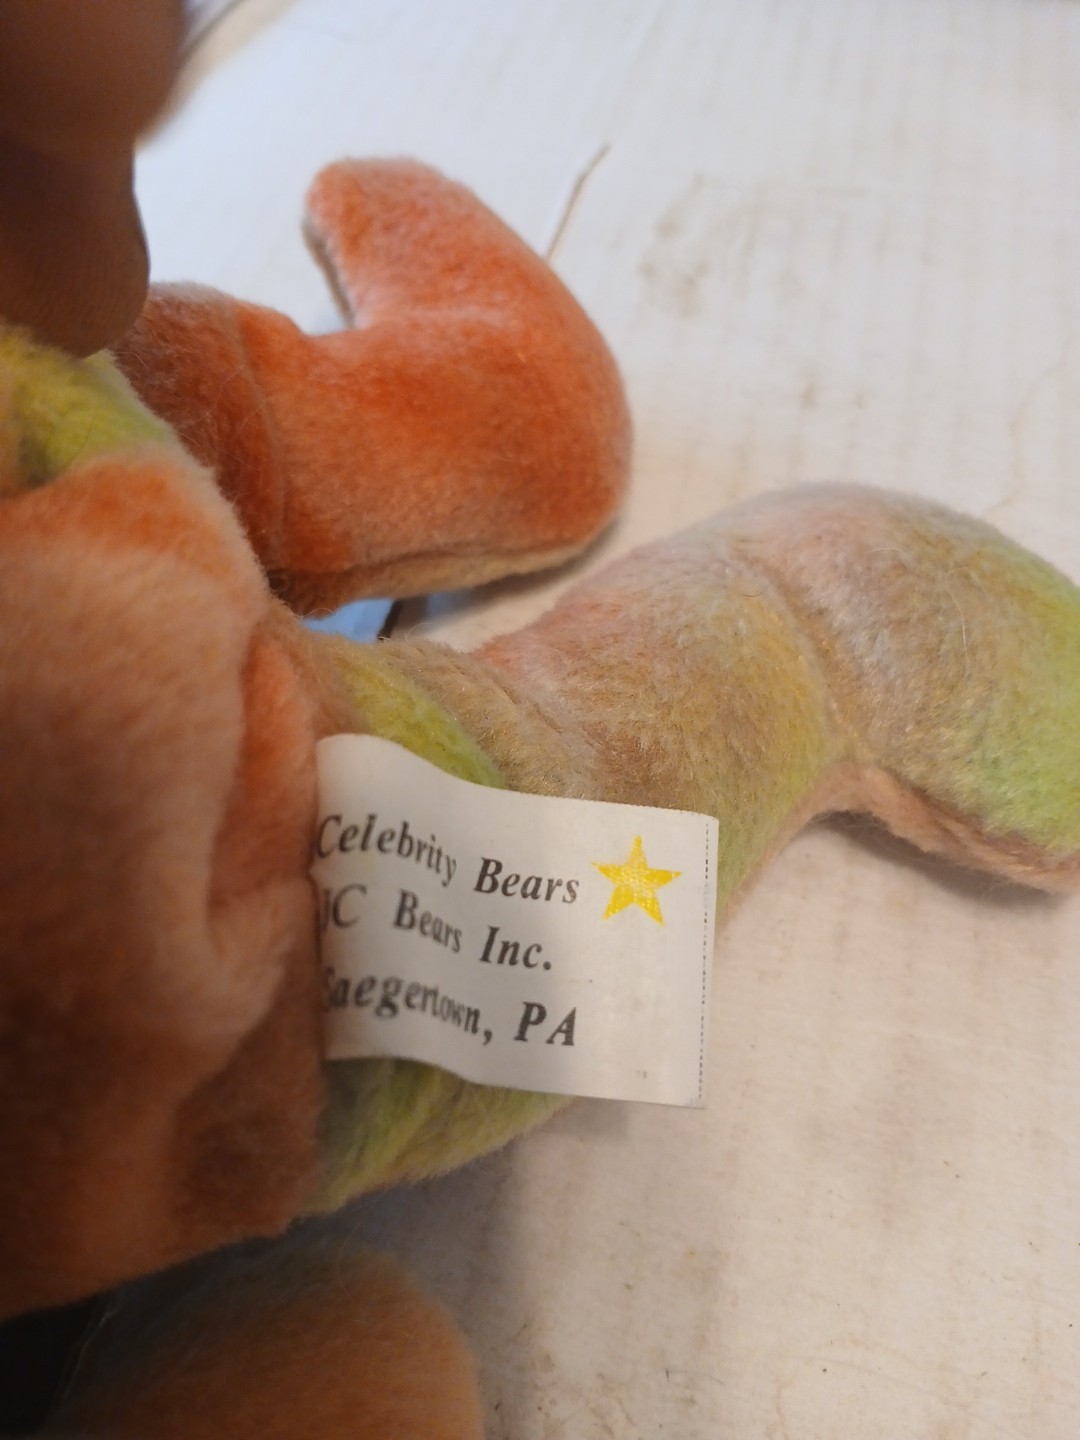 Celebrity Bears
JC Bears Inc.
Saegertown, PA